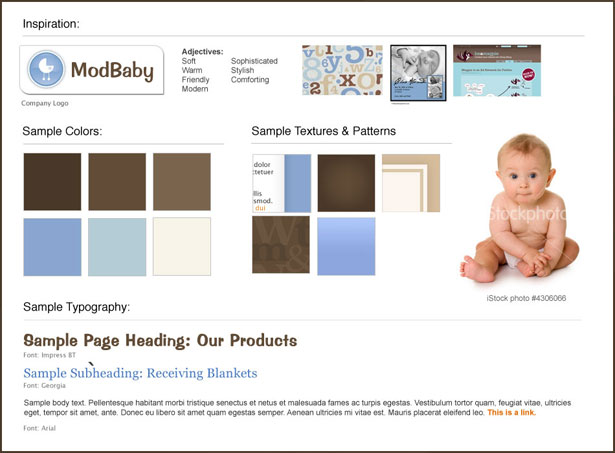 Inspiration:
ModBaby
Company Logo
Adjectives:
Soft Sophisticated
Warm Stylish
Friendly Comforting
Modern
Sample Colors:
Sample Textures & Patterns
dolor
ctetuer
llis
mcorp.
dui
iStockphoto
iStock photo #4306066
Sample Typography:
Sample Page Heading: Our Products
Font: Impress BT
Sample Subheading: Receiving Blankets
Font: Georgia
Sample body text. Pellentesque habitant morbi tristique senectus et netus et malesuada fames ac turpis egestas. Vestibulum tortor quam, feugiat vitae, ultricies
eget, tempor sit amet, ante. Donec eu libero sit amet quam egestas semper. Aenean ultricies mi vitae est. Mauris placerat eleifend leo. This is a link.
Font: Arial